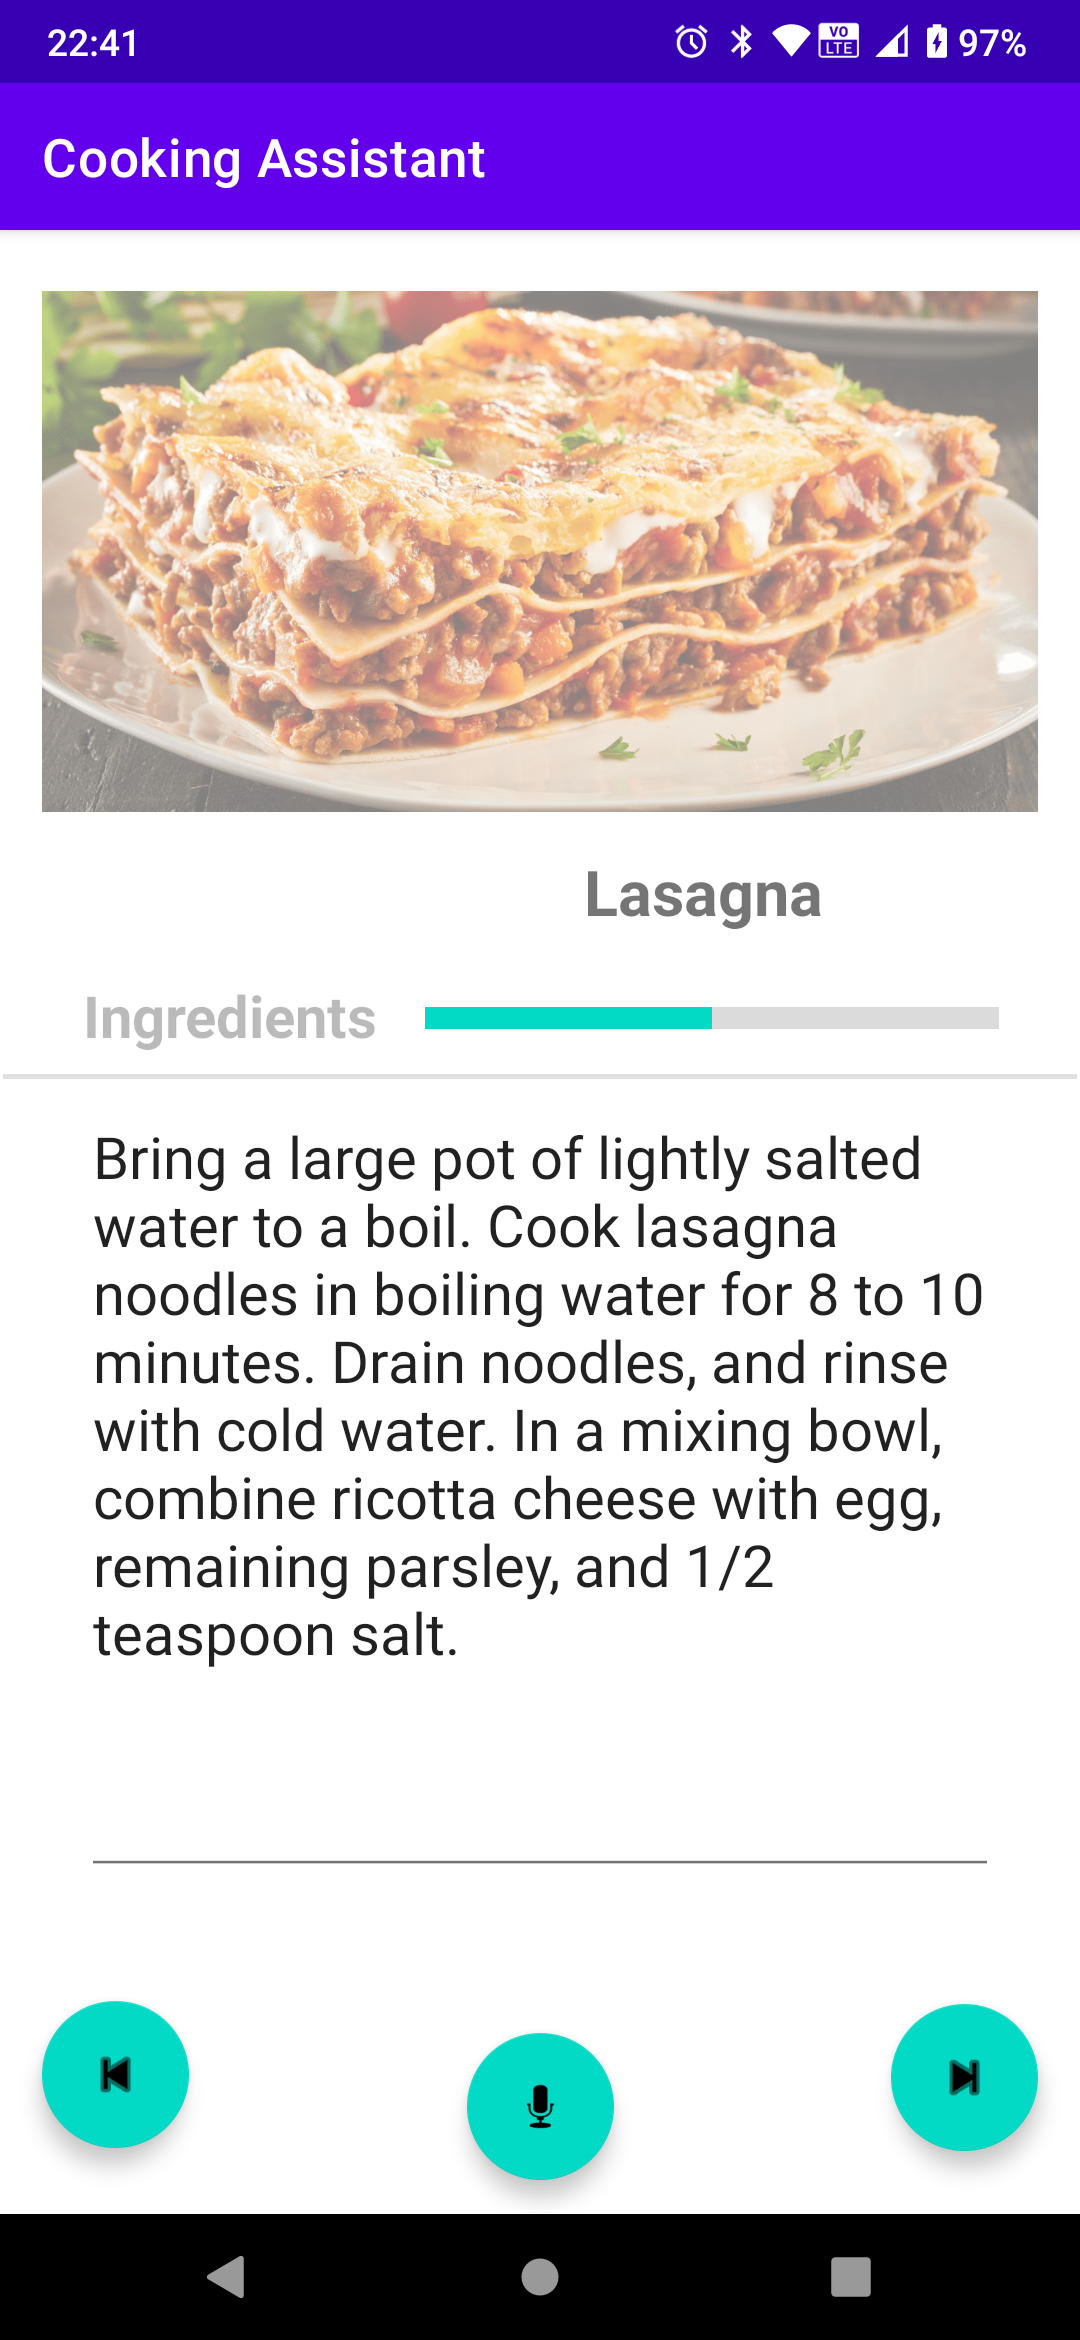 22:41 VO LTE 97%
Cooking Assistant
Lasagna
Ingredients
Bring a large pot of lightly salted
water to a boil. Cook lasagna
noodles in boiling water for 8 to 10
minutes. Drain noodles, and rinse
with cold water. In a mixing bowl,
combine ricotta cheese with egg,
remaining parsley, and 1/2
teaspoon salt.